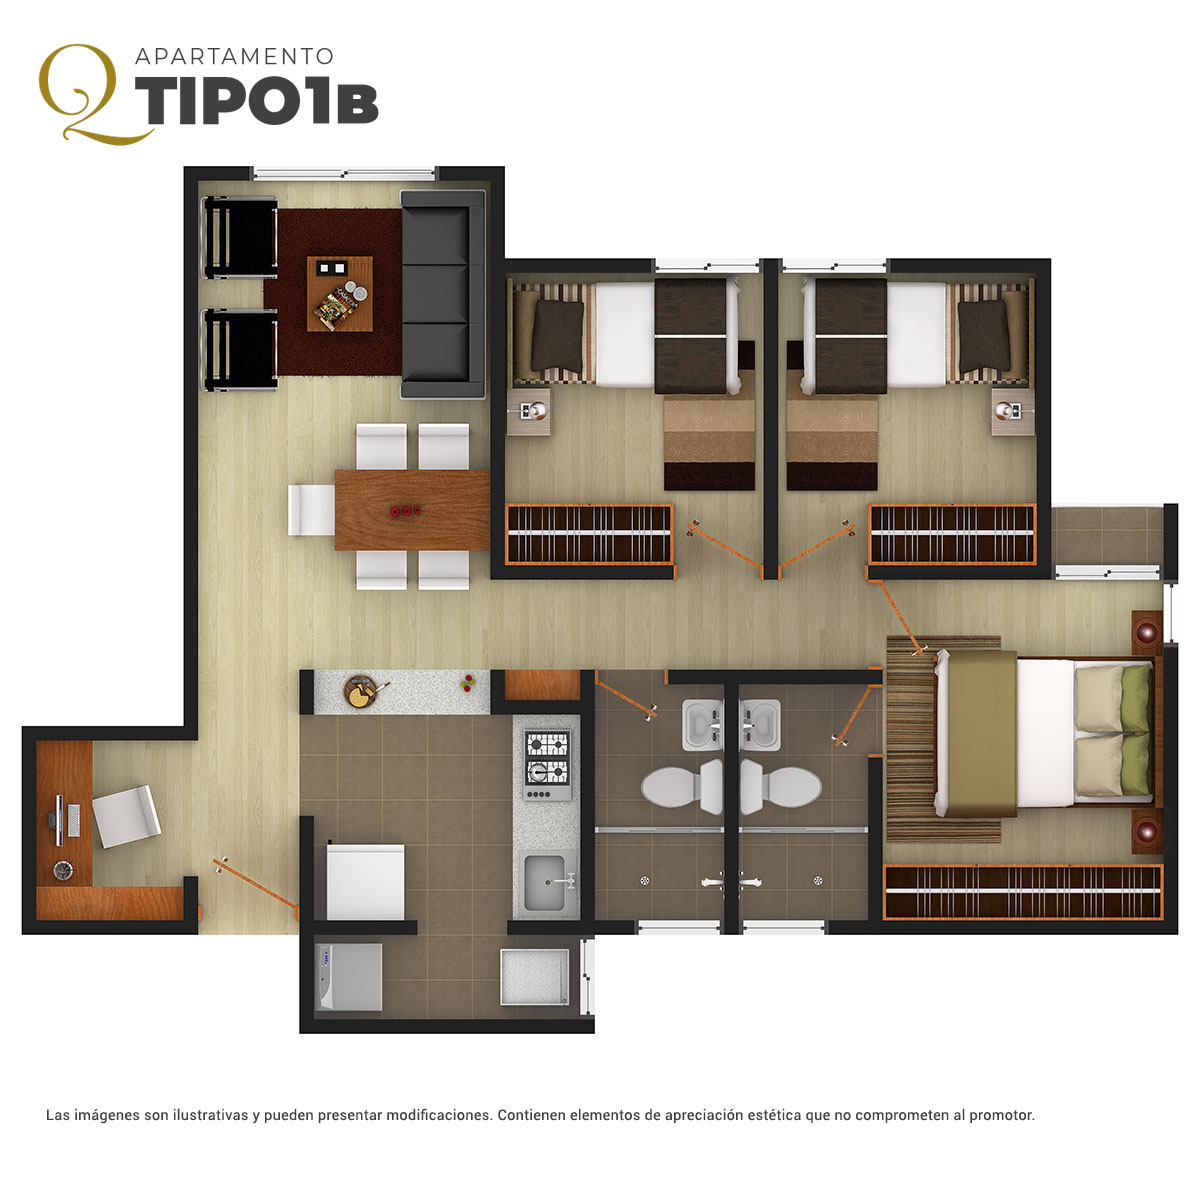 Q APARTAMENTO
TIPO1B
Las imágenes son ilustrativas y pueden presentar modificaciones. Contienen elementos de apreciación estética que no comprometen al promotor.